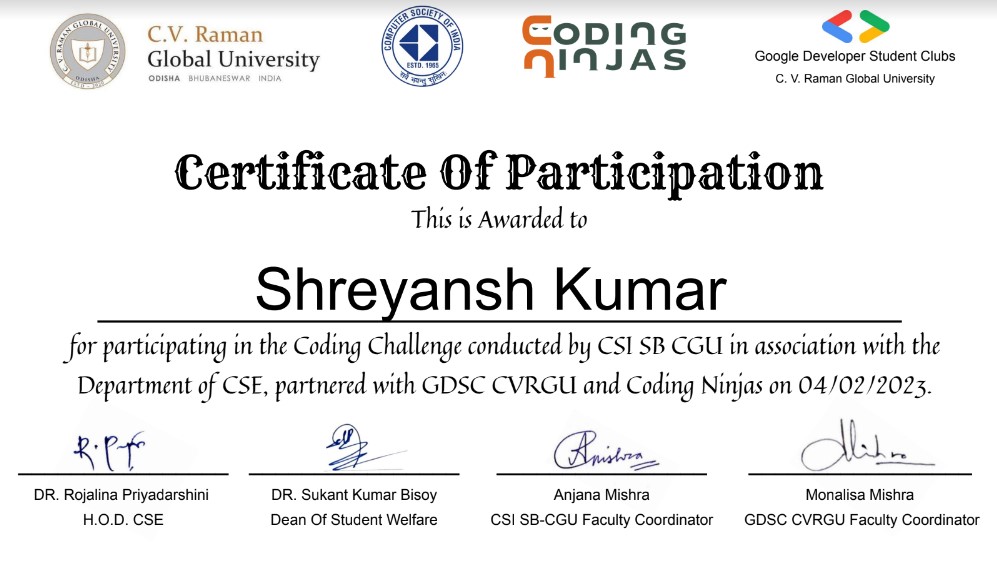 C.V. Raman
Global University
ODISHA BHUBANESWAR INDIA
C. V. RAMAN GLOBAL UNIVERSITY
ODISHA
COMPUTER SOCIETY OF INDIA
ESTD. 1965
CODING
NINJAS
Google Developer Student Clubs
C. V. Raman Global University
Certificate Of Participation
This is Awarded to
Shreyansh Kumar
for participating in the Coding Challenge conducted by CSI SB CGU in association with the
Department of CSE, partnered with GDSC CVRGU and Coding Ninjas on 04/02/2023.
DR. Rojalina Priyadarshini
H.O.D. CSE
DR. Sukant Kumar Bisoy
Dean Of Student Welfare
Anjana Mishra
CSI SB-CGU Faculty Coordinator
Monalisa Mishra
GDSC CVRGU Faculty Coordinator